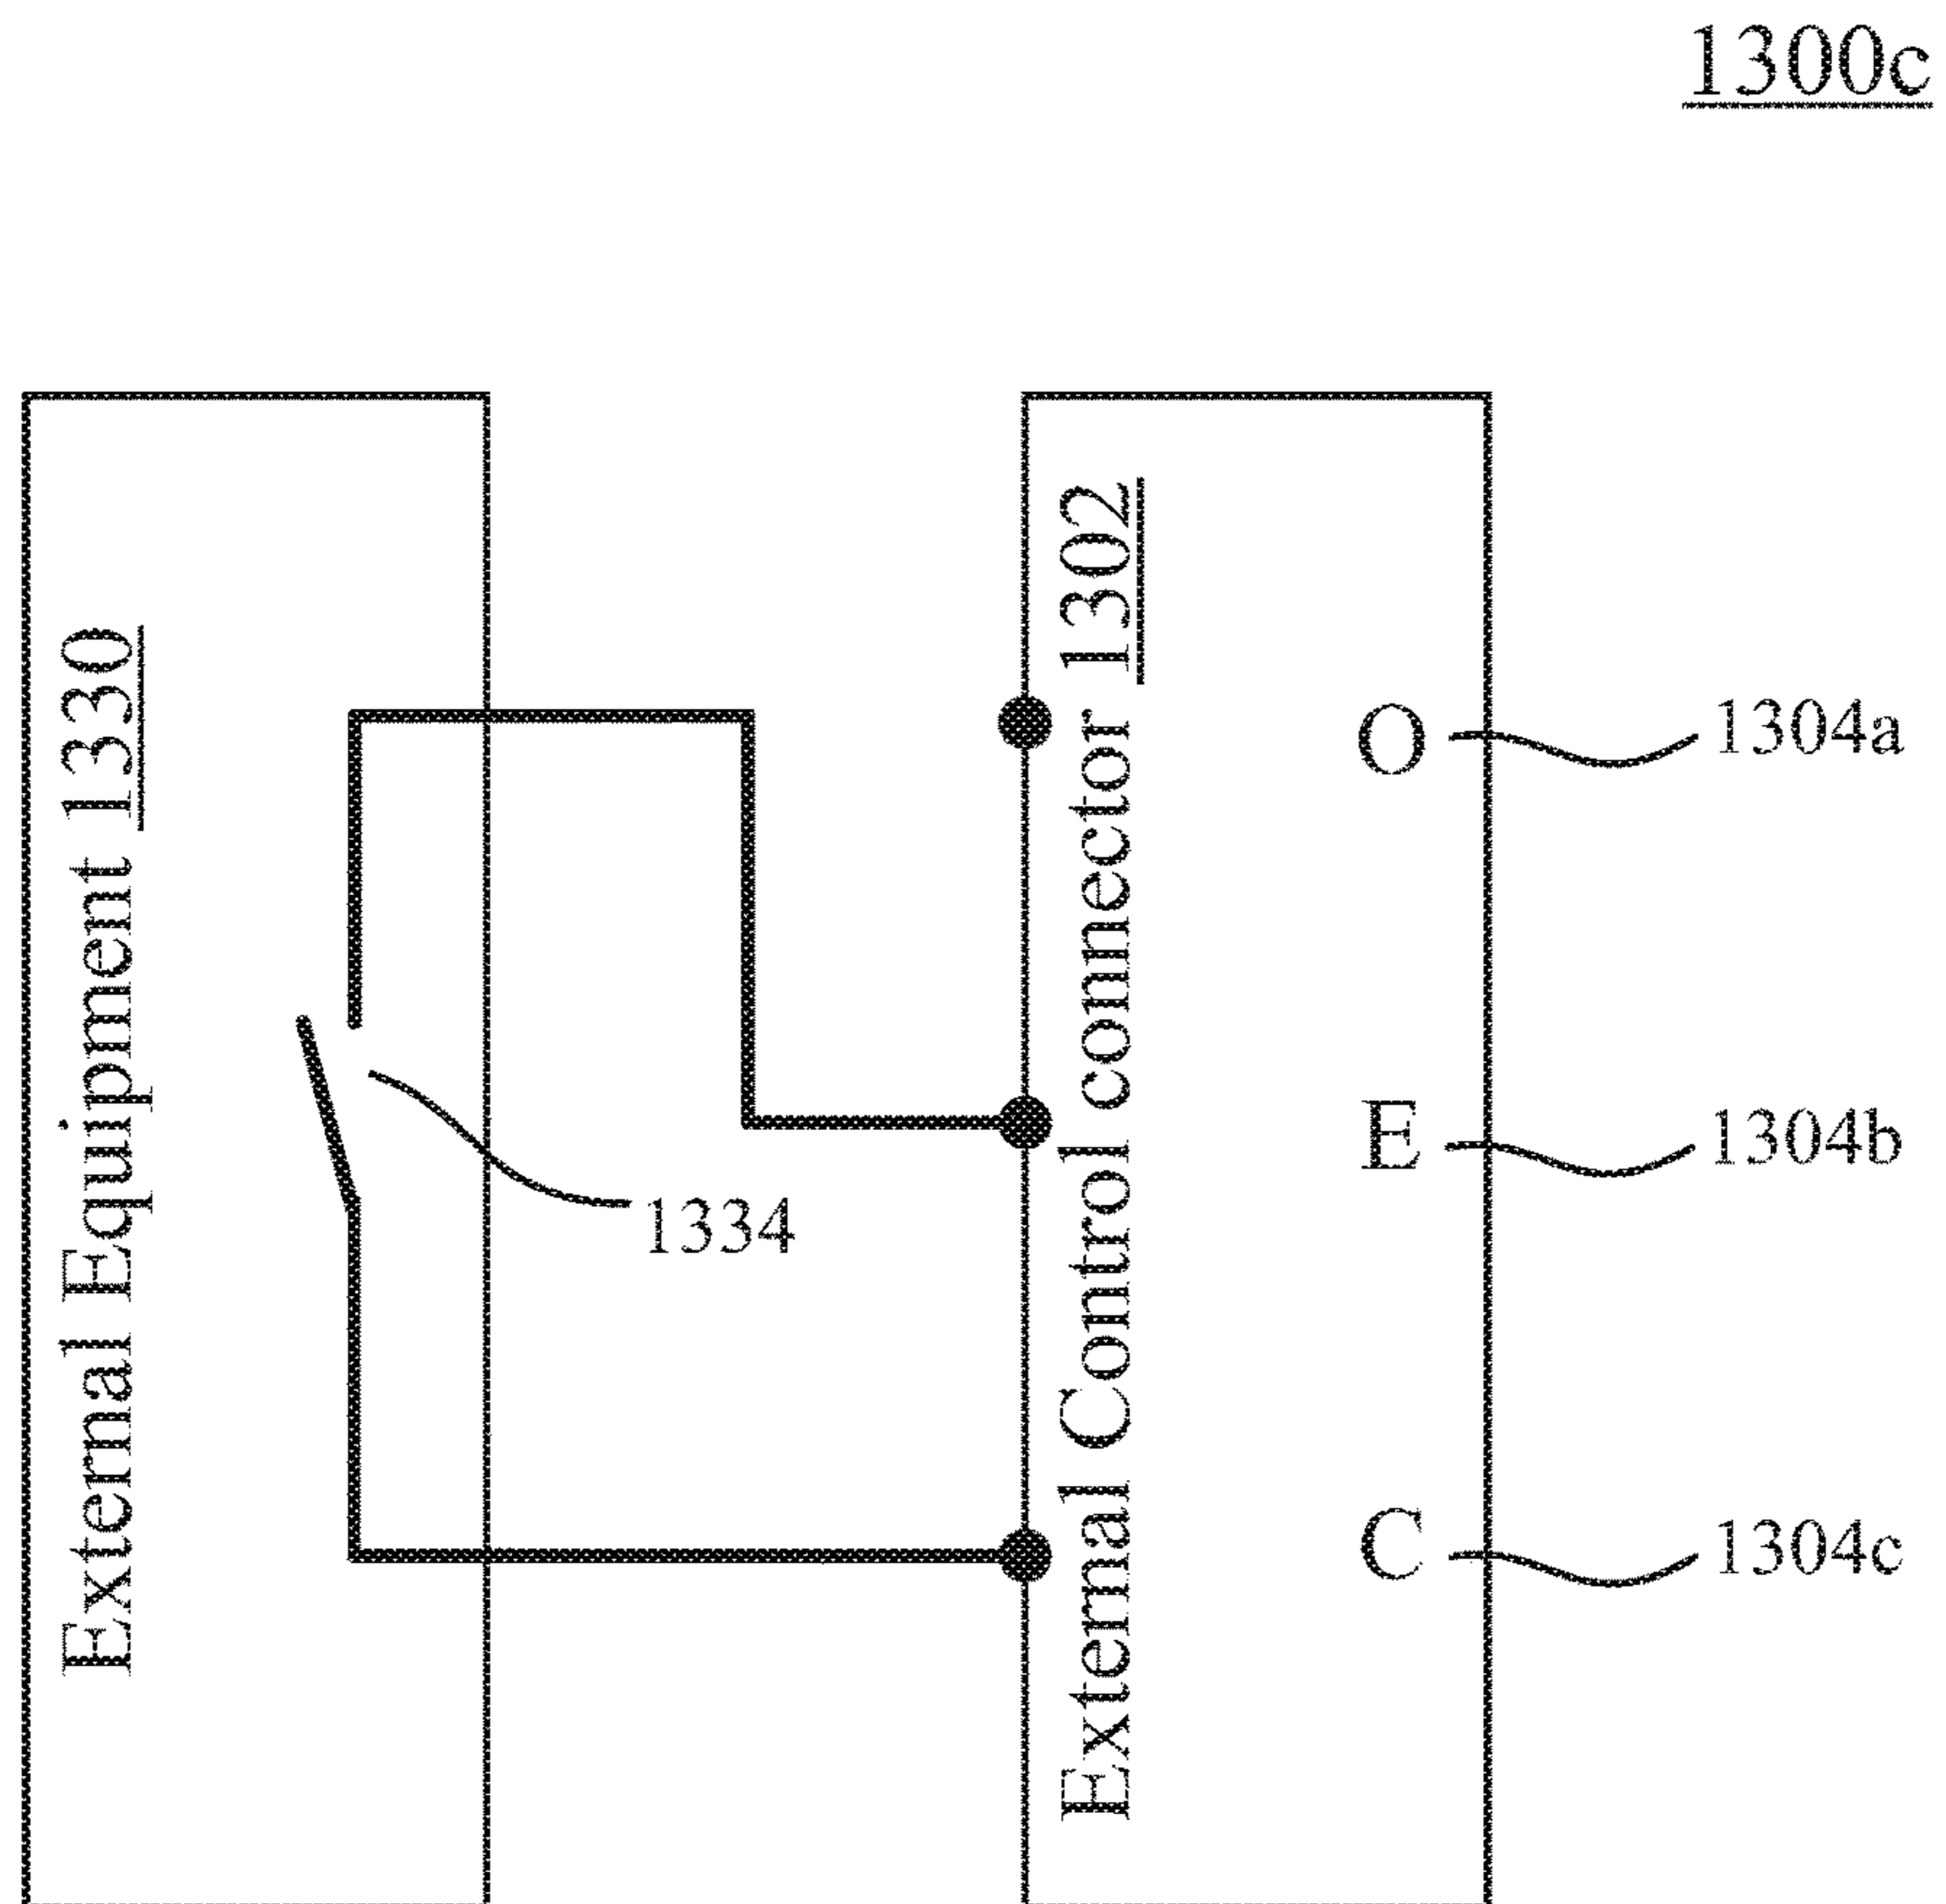 1300c
External Equipment 1330
External Control connector 1302
O
1304a
E
1304b
1334
C
1304c